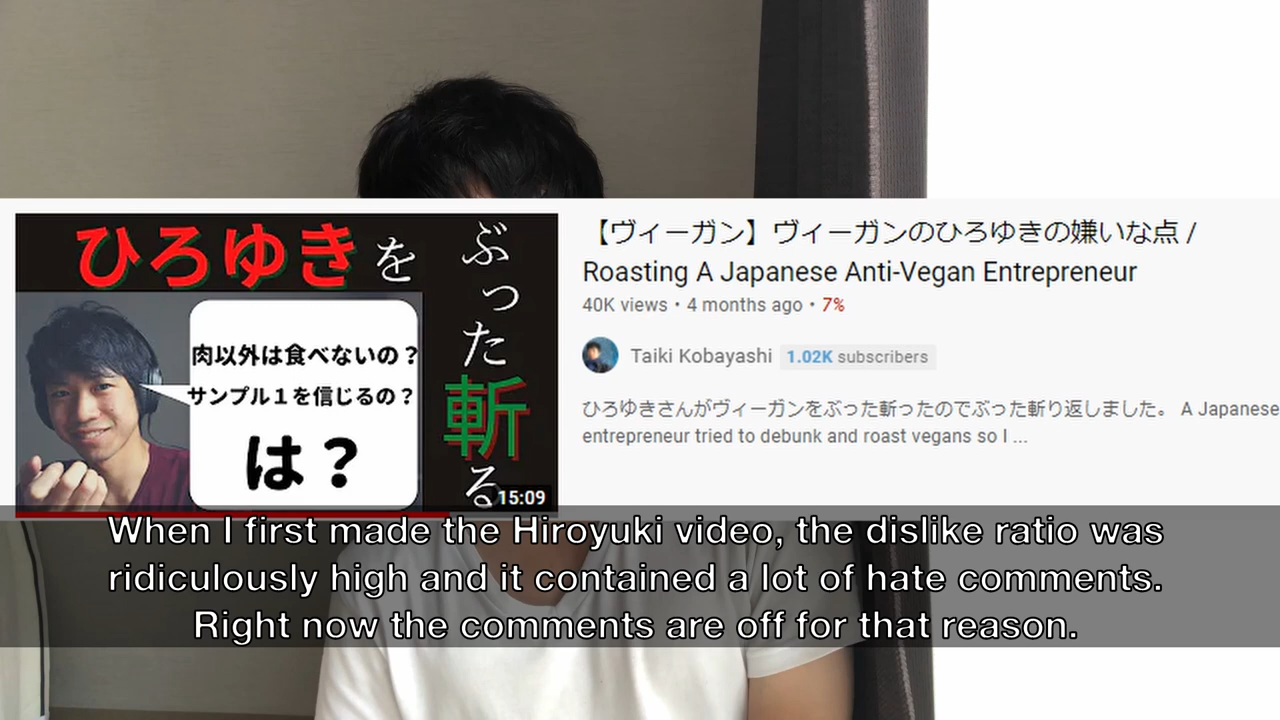 ひろゆきを
ぶった斬る
肉以外は食べないの？
サンプル１を信じるの？
は？
15:09
【ヴィーガン】ヴィーガンのひろゆきの嫌いな点 /
Roasting A Japanese Anti-Vegan Entrepreneur
40K views • 4 months ago • 7%
Taiki Kobayashi 1.02K subscribers
ひろゆきさんがヴィーガンをぶった斬ったのでぶった斬り返しました。 A Japanese
entrepreneur tried to debunk and roast vegans so I ...
When I first made the Hiroyuki video, the dislike ratio was
ridiculously high and it contained a lot of hate comments.
Right now the comments are off for that reason.